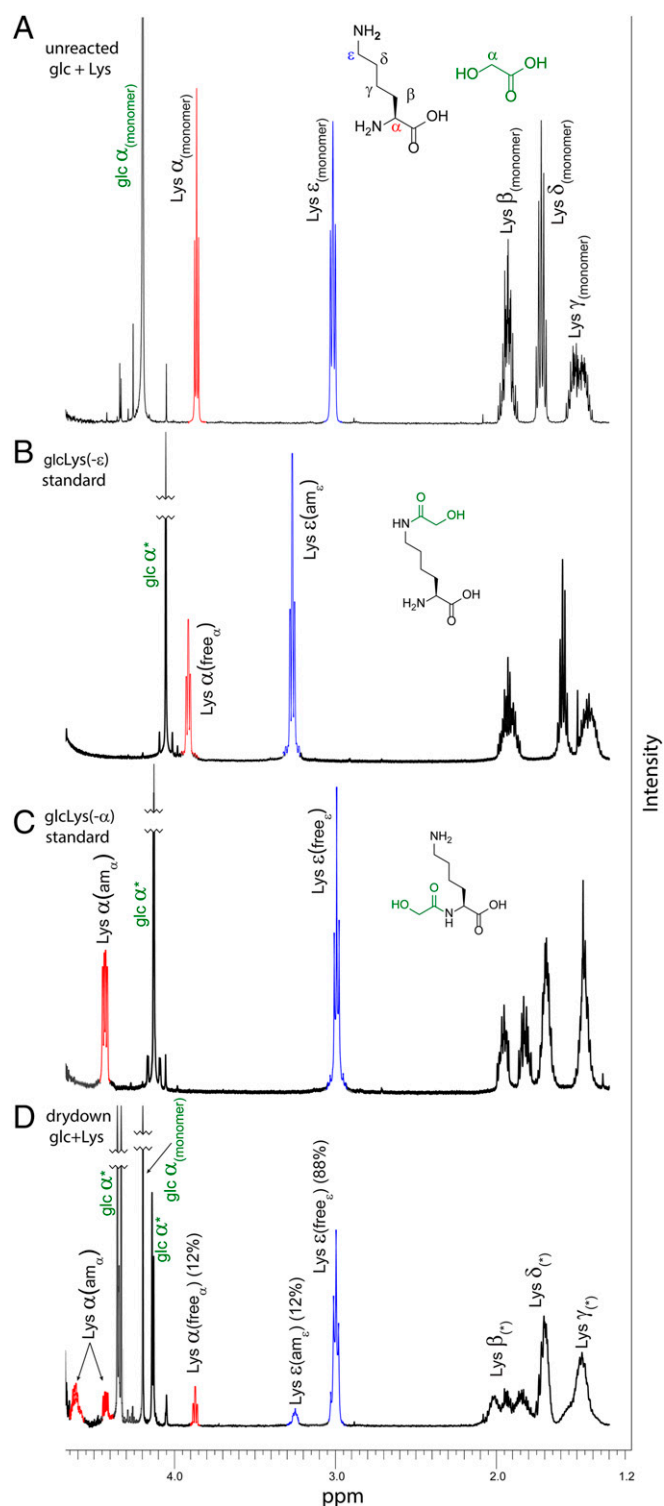 A
unreacted
glc + Lys
NH2
ε
δ
γ
β
H2N
α
OH
O
α
HO
OH
O
glc α(monomer)
Lys α(monomer)
Lys ε(monomer)
Lys β(monomer)
Lys δ(monomer)
Lys γ(monomer)
B
glcLys(-ε)
standard
glc α*
Lys α(freeα)
Lys ε(amε)
O
OH
HN
H2N
OH
O
C
glcLys(-α)
standard
Lys α(amα)
glc α*
Lys ε(freeε)
NH2
O
HO
N
H
OH
O
D
drydown
glc+Lys
Lys α(amα)
glc α*
glc α(monomer)
glc α*
Lys α(freeα) (12%)
Lys ε(amε) (12%)
Lys ε(freeε) (88%)
Lys β(*)
Lys δ(*)
Lys γ(*)
Intensity
4.0
3.0
2.0
1.2
ppm